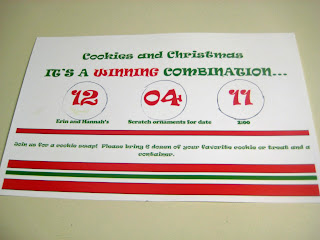 Cookies and Christmas
IT'S A WINNING COMBINATION...
12 04 11
Erin and Hannah's Scratch ornaments for date 2:00
Join us for a cookie swap! Please bring 6 dozen of your favorite cookie or treat and a
container.